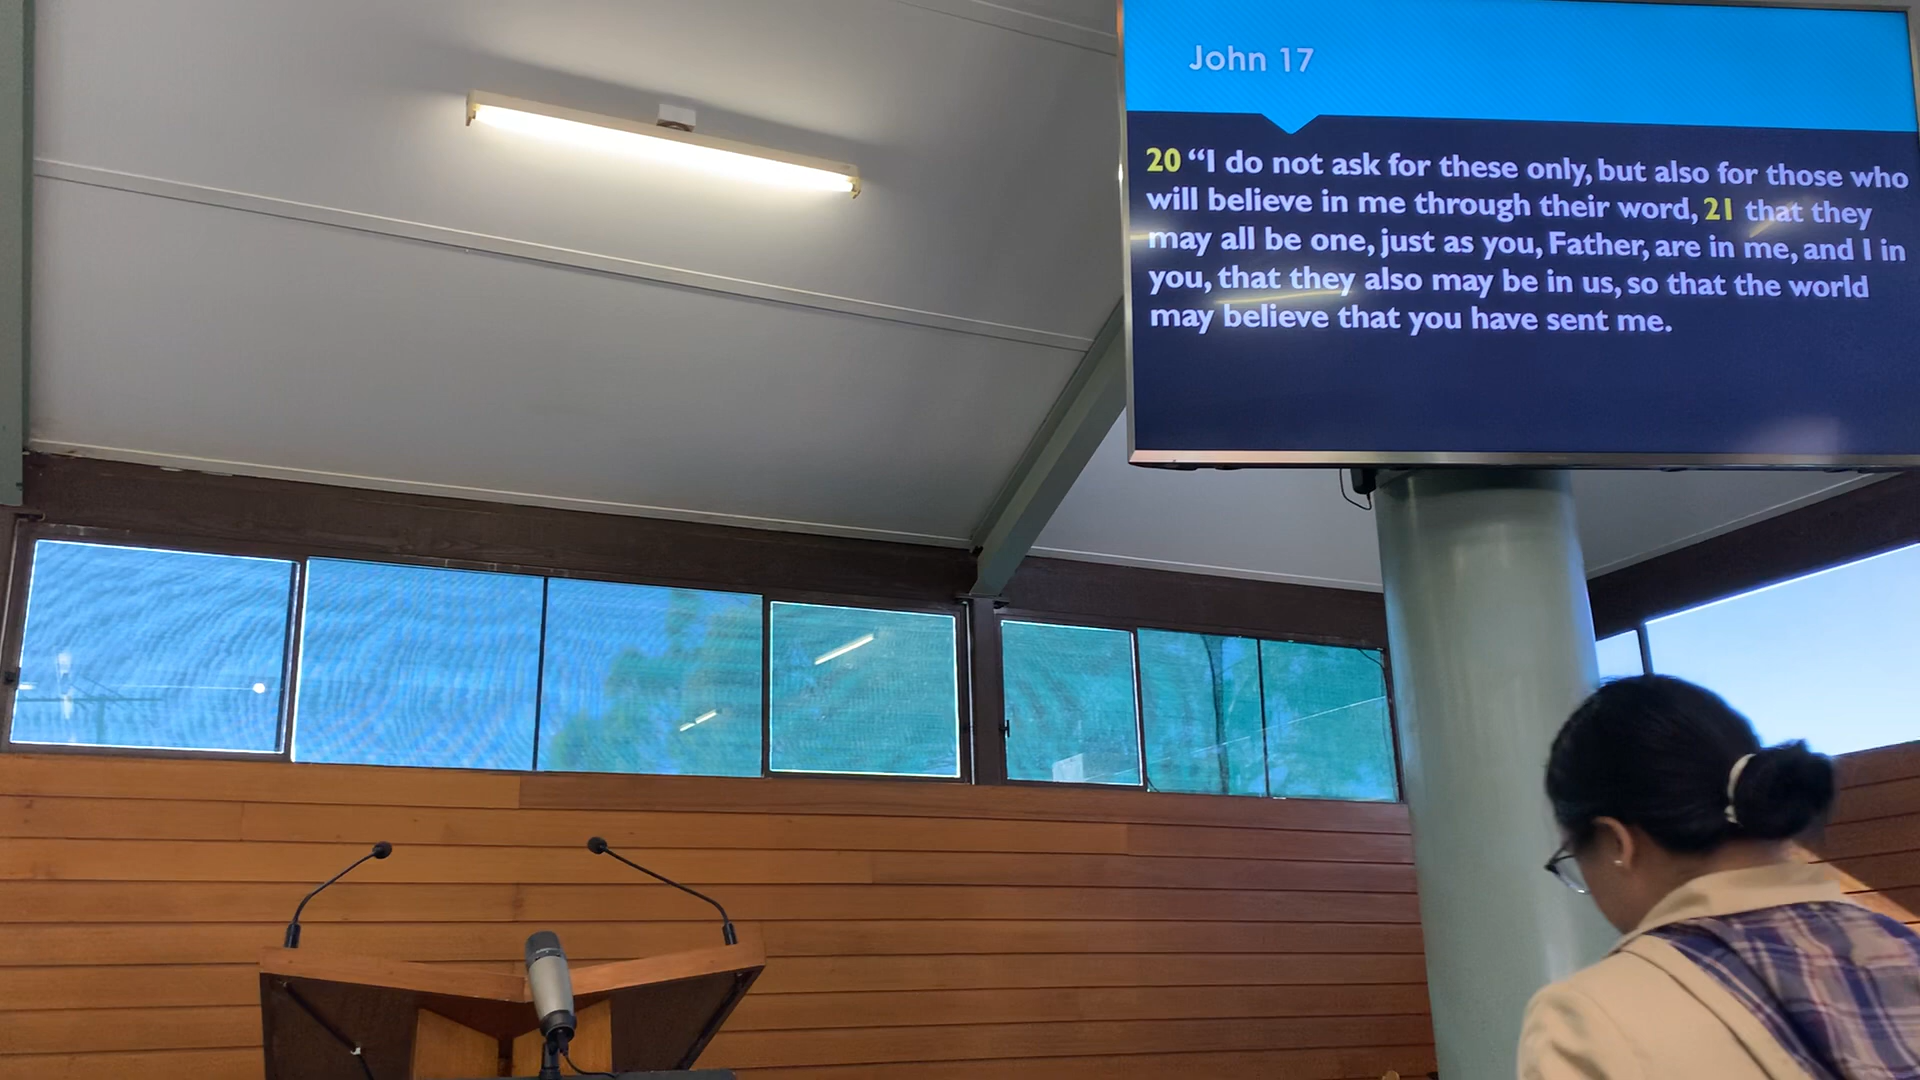 John 17
20 “I do not ask for these only, but also for those who
will believe in me through their word, 21 that they
may all be one, just as you, Father, are in me, and I in
you, that they also may be in us, so that the world
may believe that you have sent me.